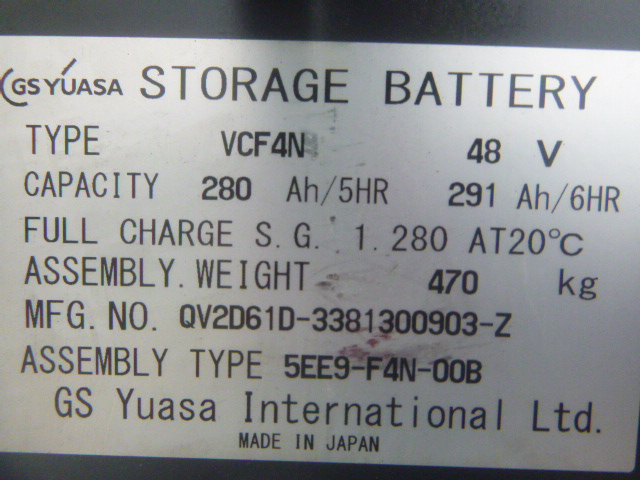 GS YUASA STORAGE BATTERY
TYPE VCF4N 48 V
CAPACITY 280 Ah/5HR 291 Ah/6HR
FULL CHARGE S.G. 1.280 AT20℃
ASSEMBLY.WEIGHT 470 kg
MFG.NO. QV2D61D-3381300903-Z
ASSEMBLY TYPE 5EE9-F4N-00B
GS Yuasa International Ltd.
MADE IN JAPAN